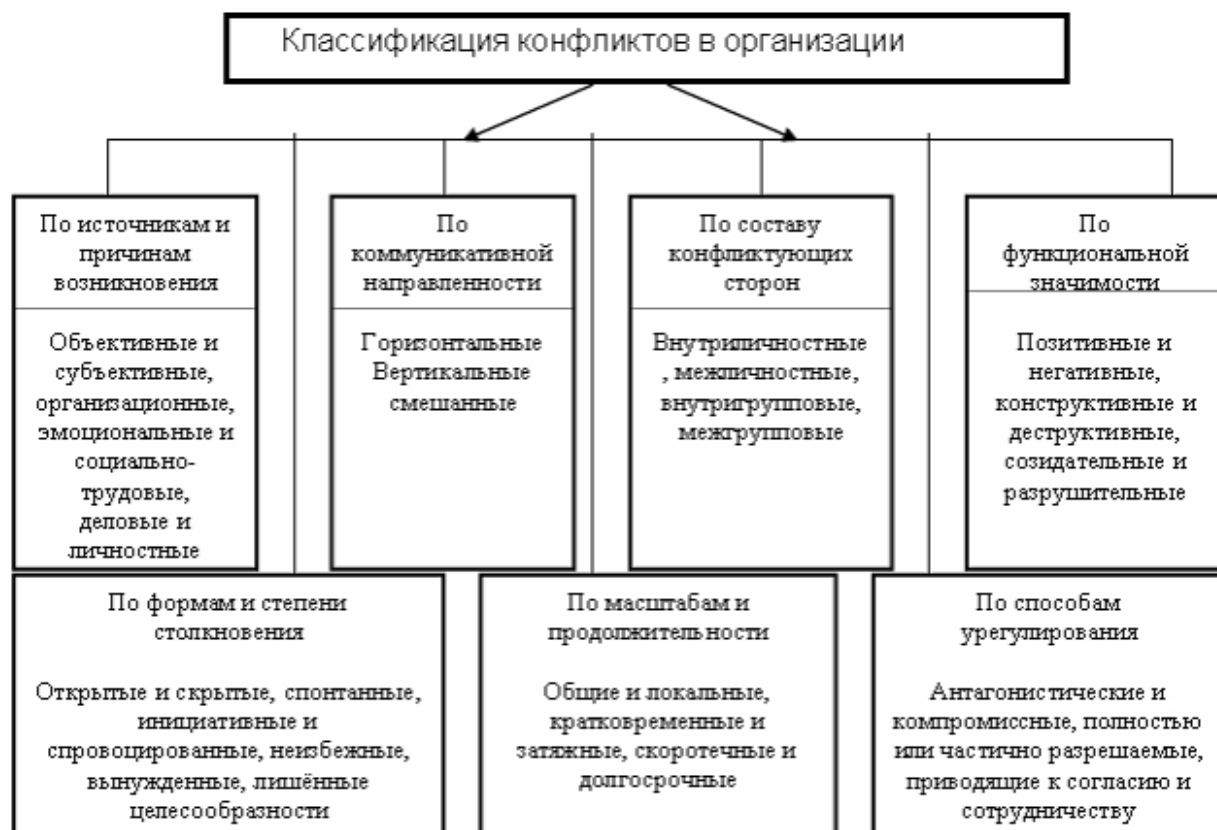 Классификация конфликтов в организации
По источникам и
причинам
возникновения
Объективные и
субъективные,
организационные,
эмоциональные и
социально-
трудовые,
деловые и
личностные
По
коммуникативной
направленности
Горизонтальные
Вертикальные
смешанные
По составу
конфликтующих
сторон
Внутриличностные
, межличностные,
внутригрупповые,
межгрупповые
По
функциональной
значимости
Позитивные и
негативные,
конструктивные и
деструктивные,
созидательные и
разрушительные
По формам и степени
столкновения
Открытые и скрытые, спонтанные,
инициативные и
спровоцированные, неизбежные,
вынужденные, лишённые
целесообразности
По масштабам и
продолжительности
Общие и локальные,
кратковременные и
затяжные, скоротечные и
долгосрочные
По способам
урегулирования
Антагонистические и
компромиссные, полностью
или частично разрешаемые,
приводящие к согласию и
сотрудничеству